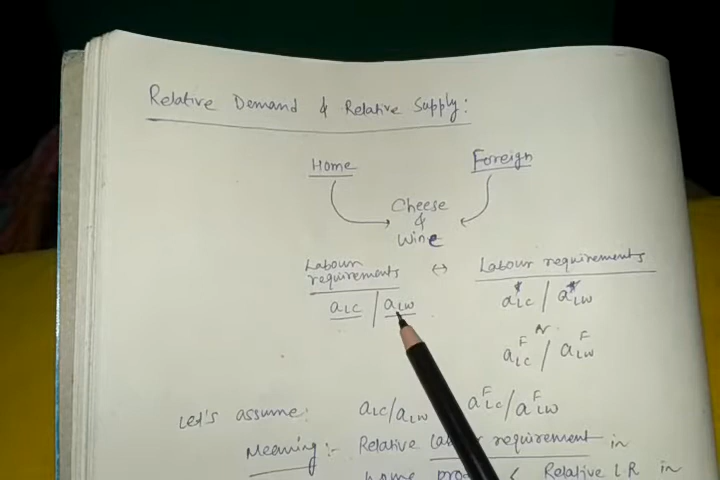 Relative Demand & Relative Supply:
Home Foreign
Cheese
&
Wine
Labour requirements ↔ Labour requirements
aLC / aLW a*LC / a*LW
or
aFLC / aFLW
Let's assume: aLC/aLW aFLC/aFLW
Meaning:- Relative requirement in
home < Relative LR in